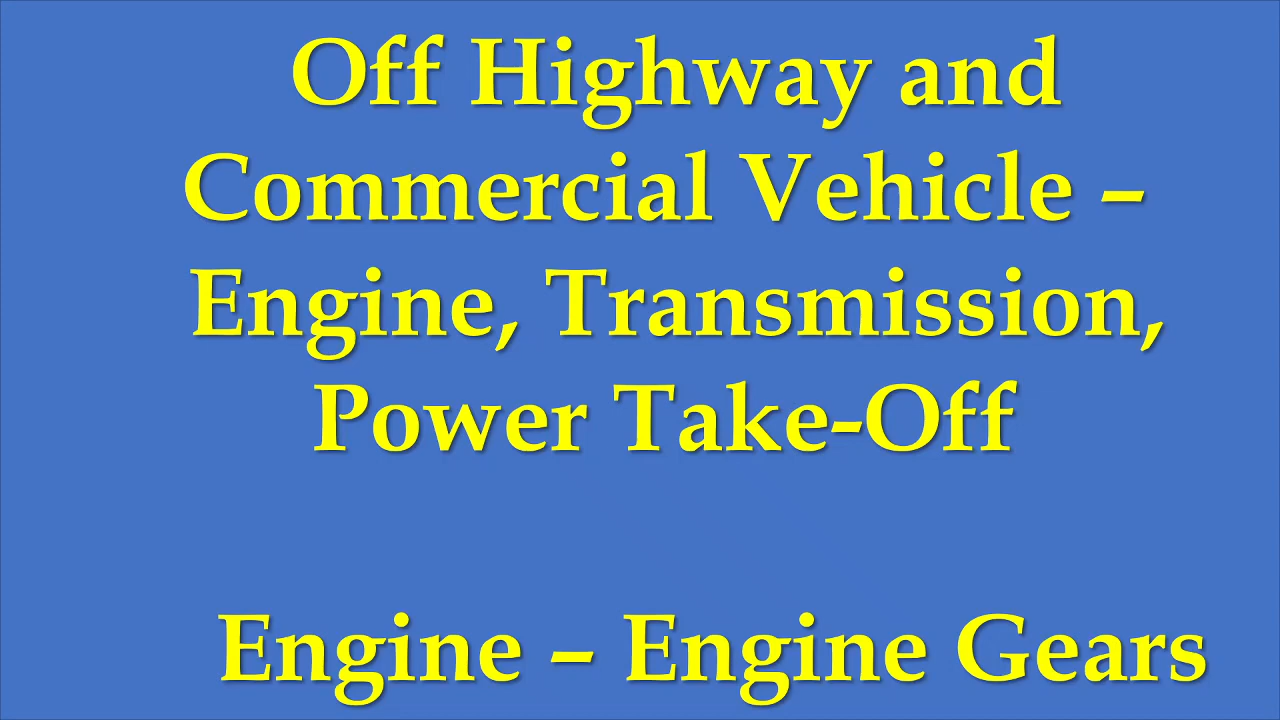 Off Highway and
Commercial Vehicle –
Engine, Transmission,
Power Take-Off
Engine – Engine Gears